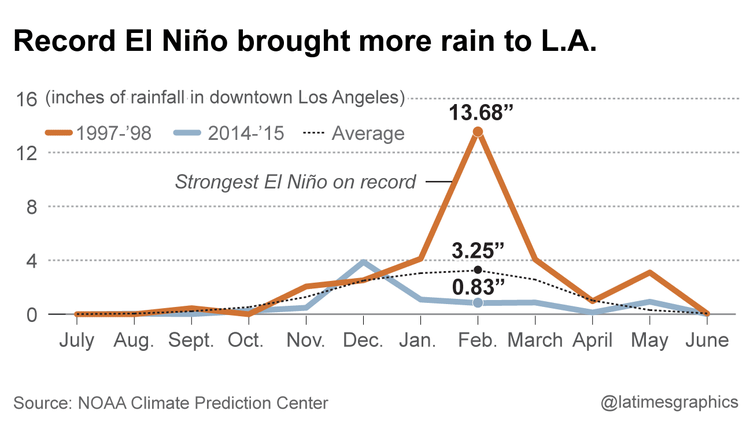 Record El Niño brought more rain to L.A.
16 (inches of rainfall in downtown Los Angeles)
1997-’98 2014-’15 Average
13.68”
12
Strongest El Niño on record
8
3.25”
4
0.83”
0
July Aug. Sept. Oct. Nov. Dec. Jan. Feb. March April May June
Source: NOAA Climate Prediction Center
@latimesgraphics